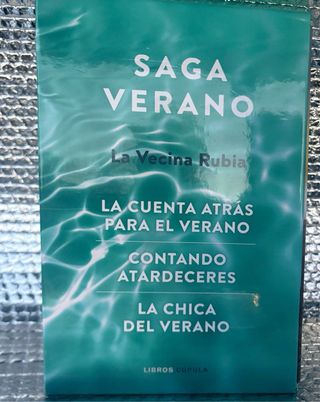 SAGA
VERANO
La Vecina Rubia
LA CUENTA ATRÁS
PARA EL VERANO
CONTANDO
ATARDECERES
LA CHICA
DEL VERANO
LIBROS CÚPULA